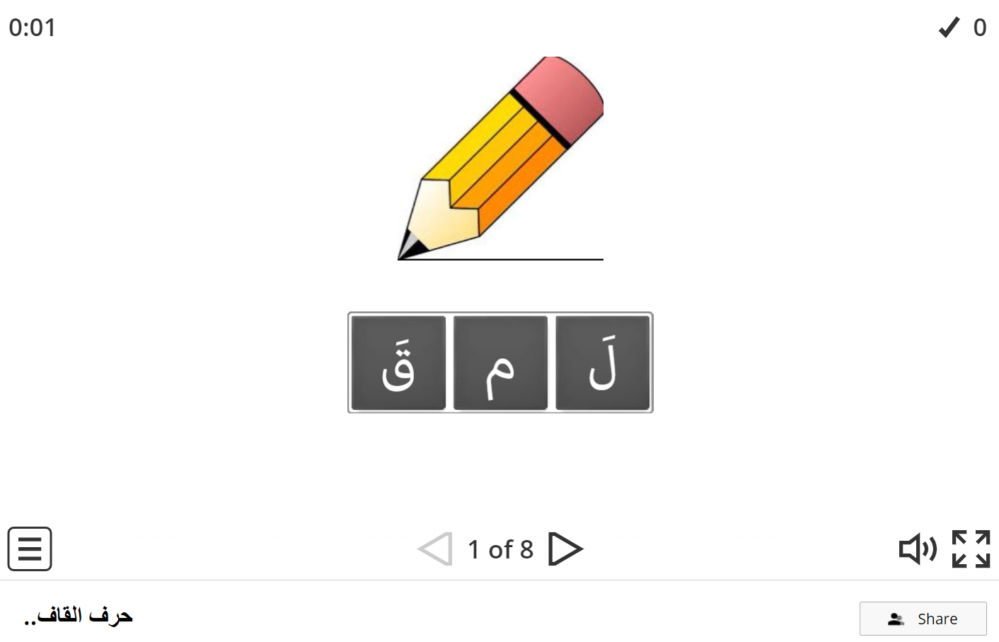 0:01
✓ 0
قَ م لَ
1 of 8
حرف القاف..
Share